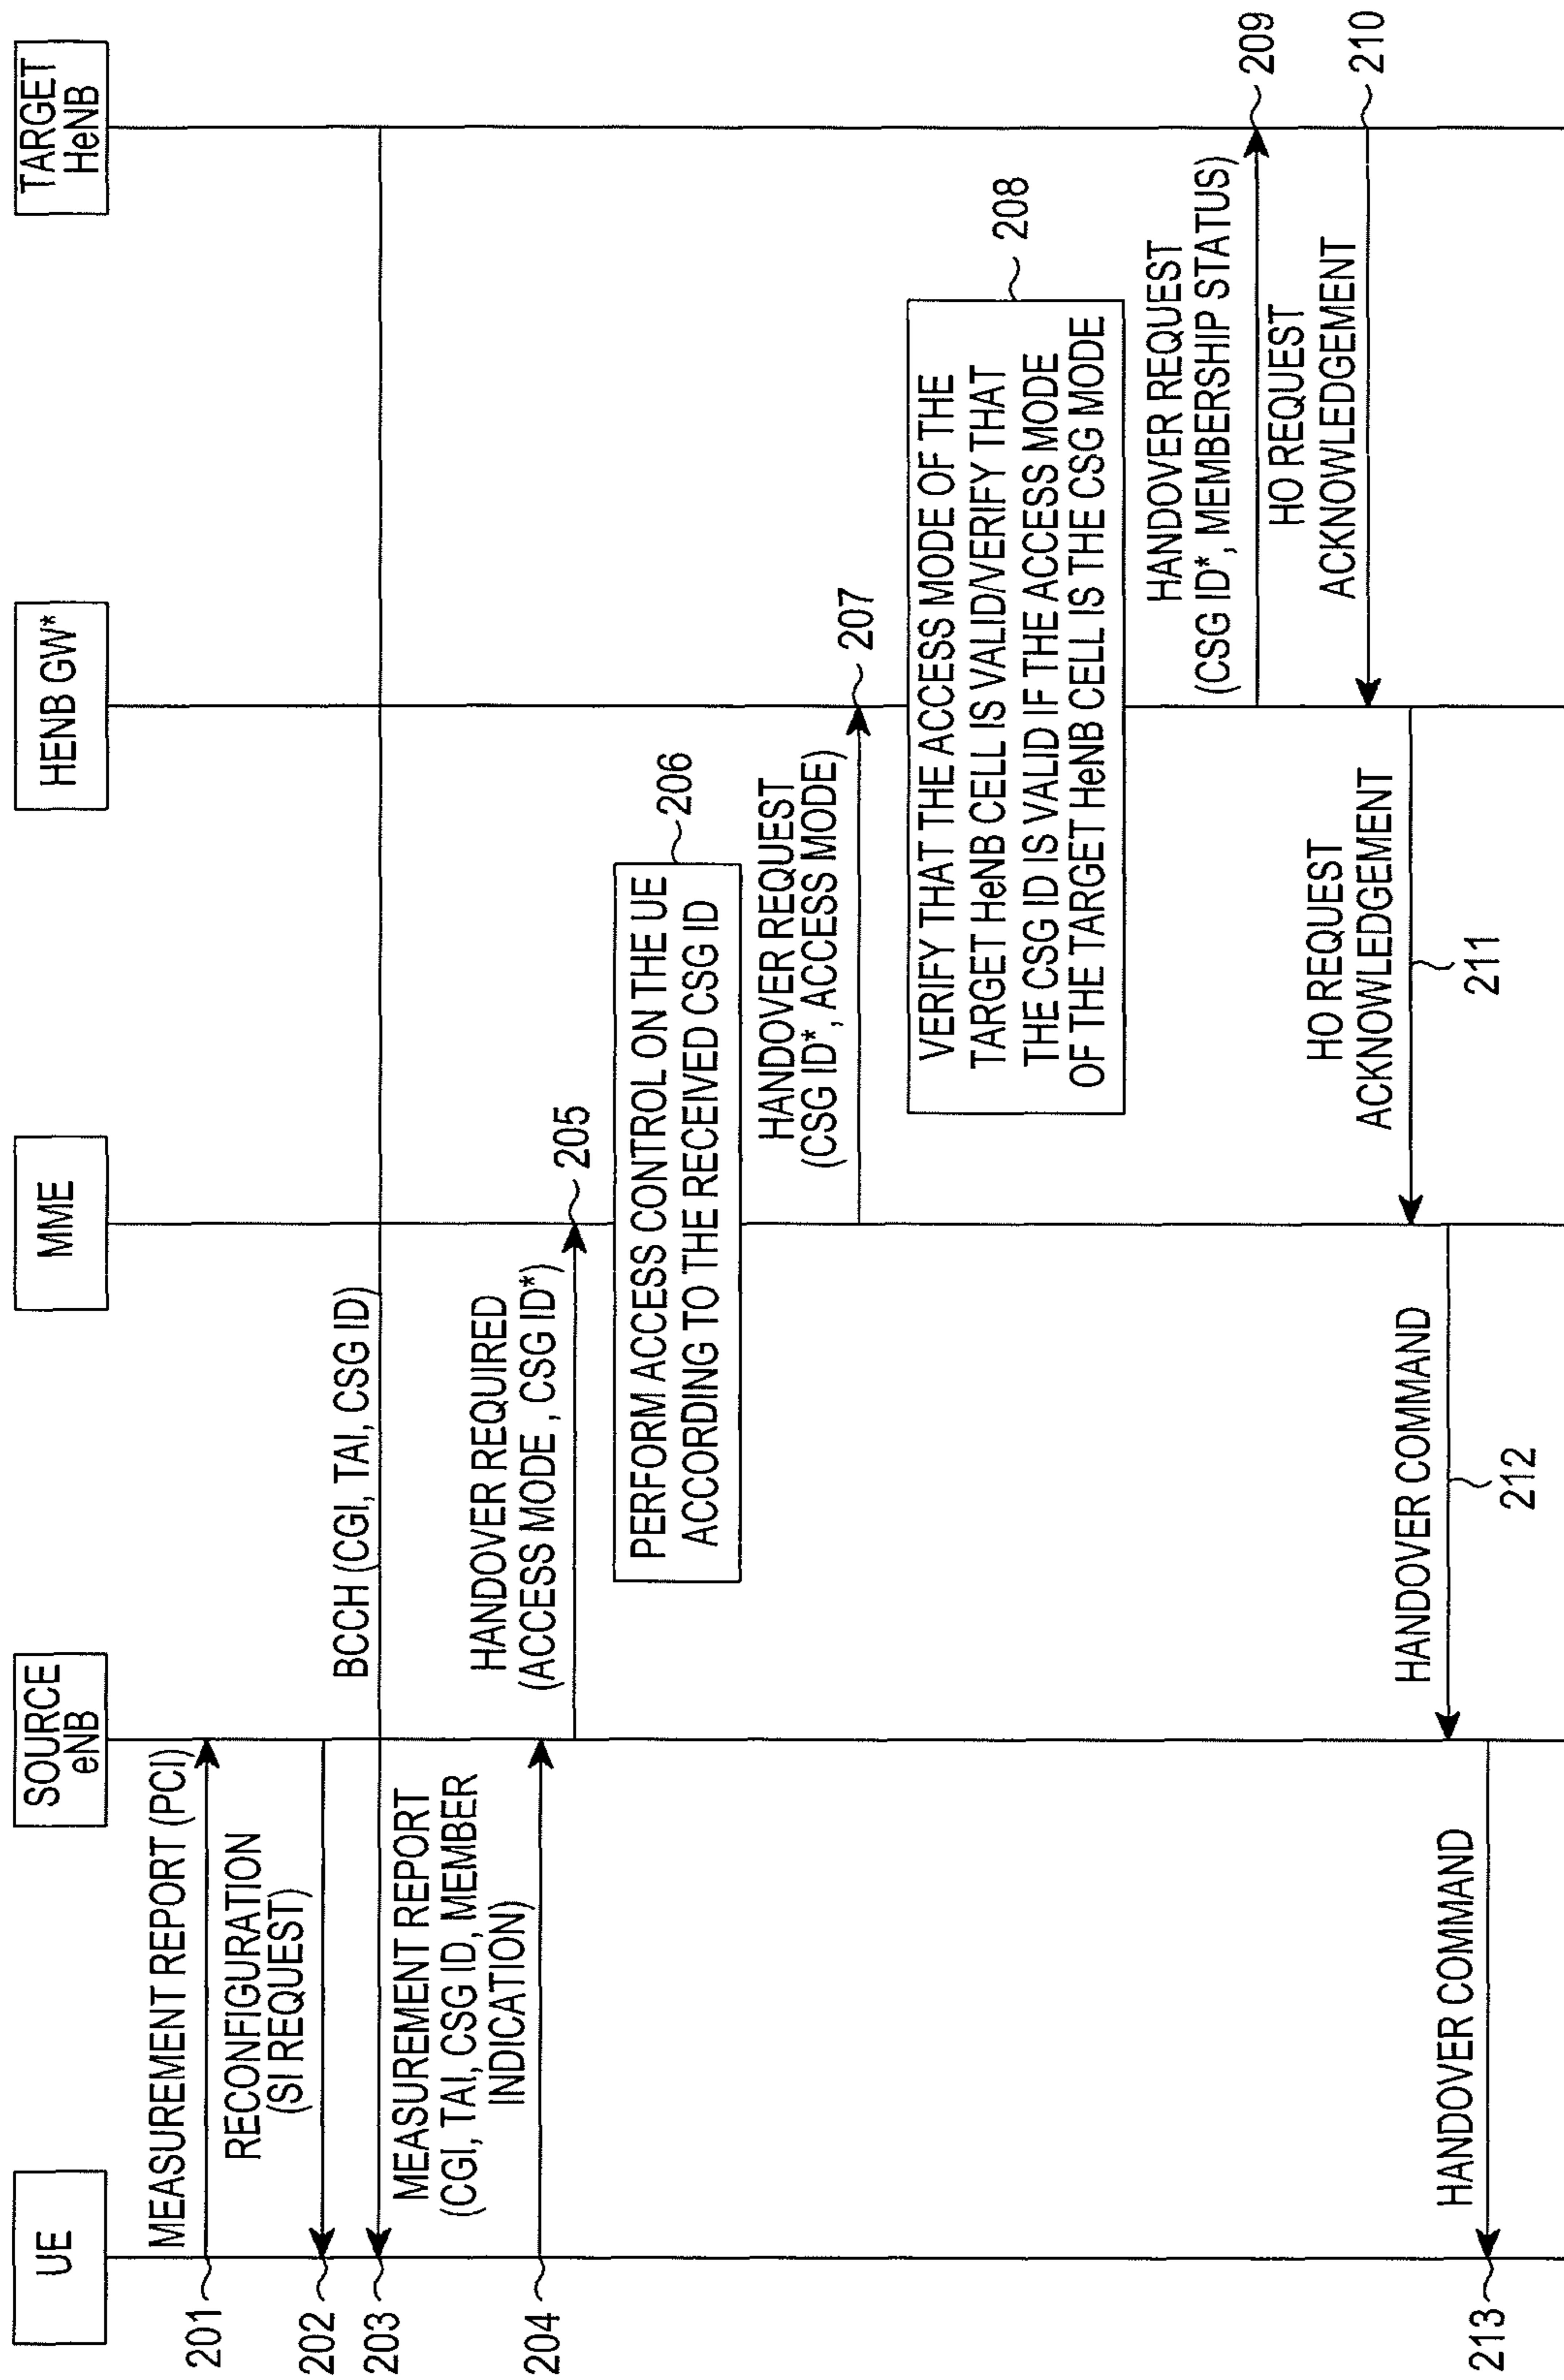 UE
SOURCE
eNB
MME
HENB GW*
TARGET
HeNB
MEASUREMENT REPORT (PCI)
201
RECONFIGURATION
(SI REQUEST)
202
BCCH (CGI, TAI, CSG ID)
203
MEASUREMENT REPORT
(CGI, TAI, CSG ID, MEMBER
INDICATION)
204
HANDOVER REQUIRED
(ACCESS MODE , CSG ID*)
205
PERFORM ACCESS CONTROL ON THE UE
ACCORDING TO THE RECEIVED CSG ID
206
HANDOVER REQUEST
(CSG ID*, ACCESS MODE)
207
VERIFY THAT THE ACCESS MODE OF THE
TARGET HeNB CELL IS VALID/VERIFY THAT
THE CSG ID IS VALID IF THE ACCESS MODE
OF THE TARGET HeNB CELL IS THE CSG MODE
208
HANDOVER REQUEST
(CSG ID*, MEMBERSHIP STATUS)
209
HO REQUEST
ACKNOWLEDGEMENT
210
HO REQUEST
ACKNOWLEDGEMENT
211
HANDOVER COMMAND
212
HANDOVER COMMAND
213